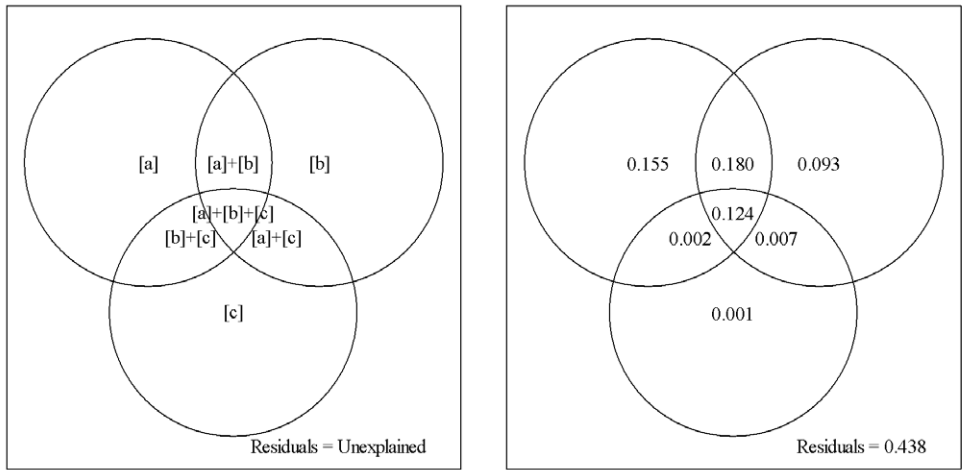 [a]
[a]+[b]
[b]
[a]+[b]+[c]
[b]+[c]
[a]+[c]
[c]
Residuals = Unexplained
0.155
0.180
0.093
0.124
0.002
0.007
0.001
Residuals = 0.438